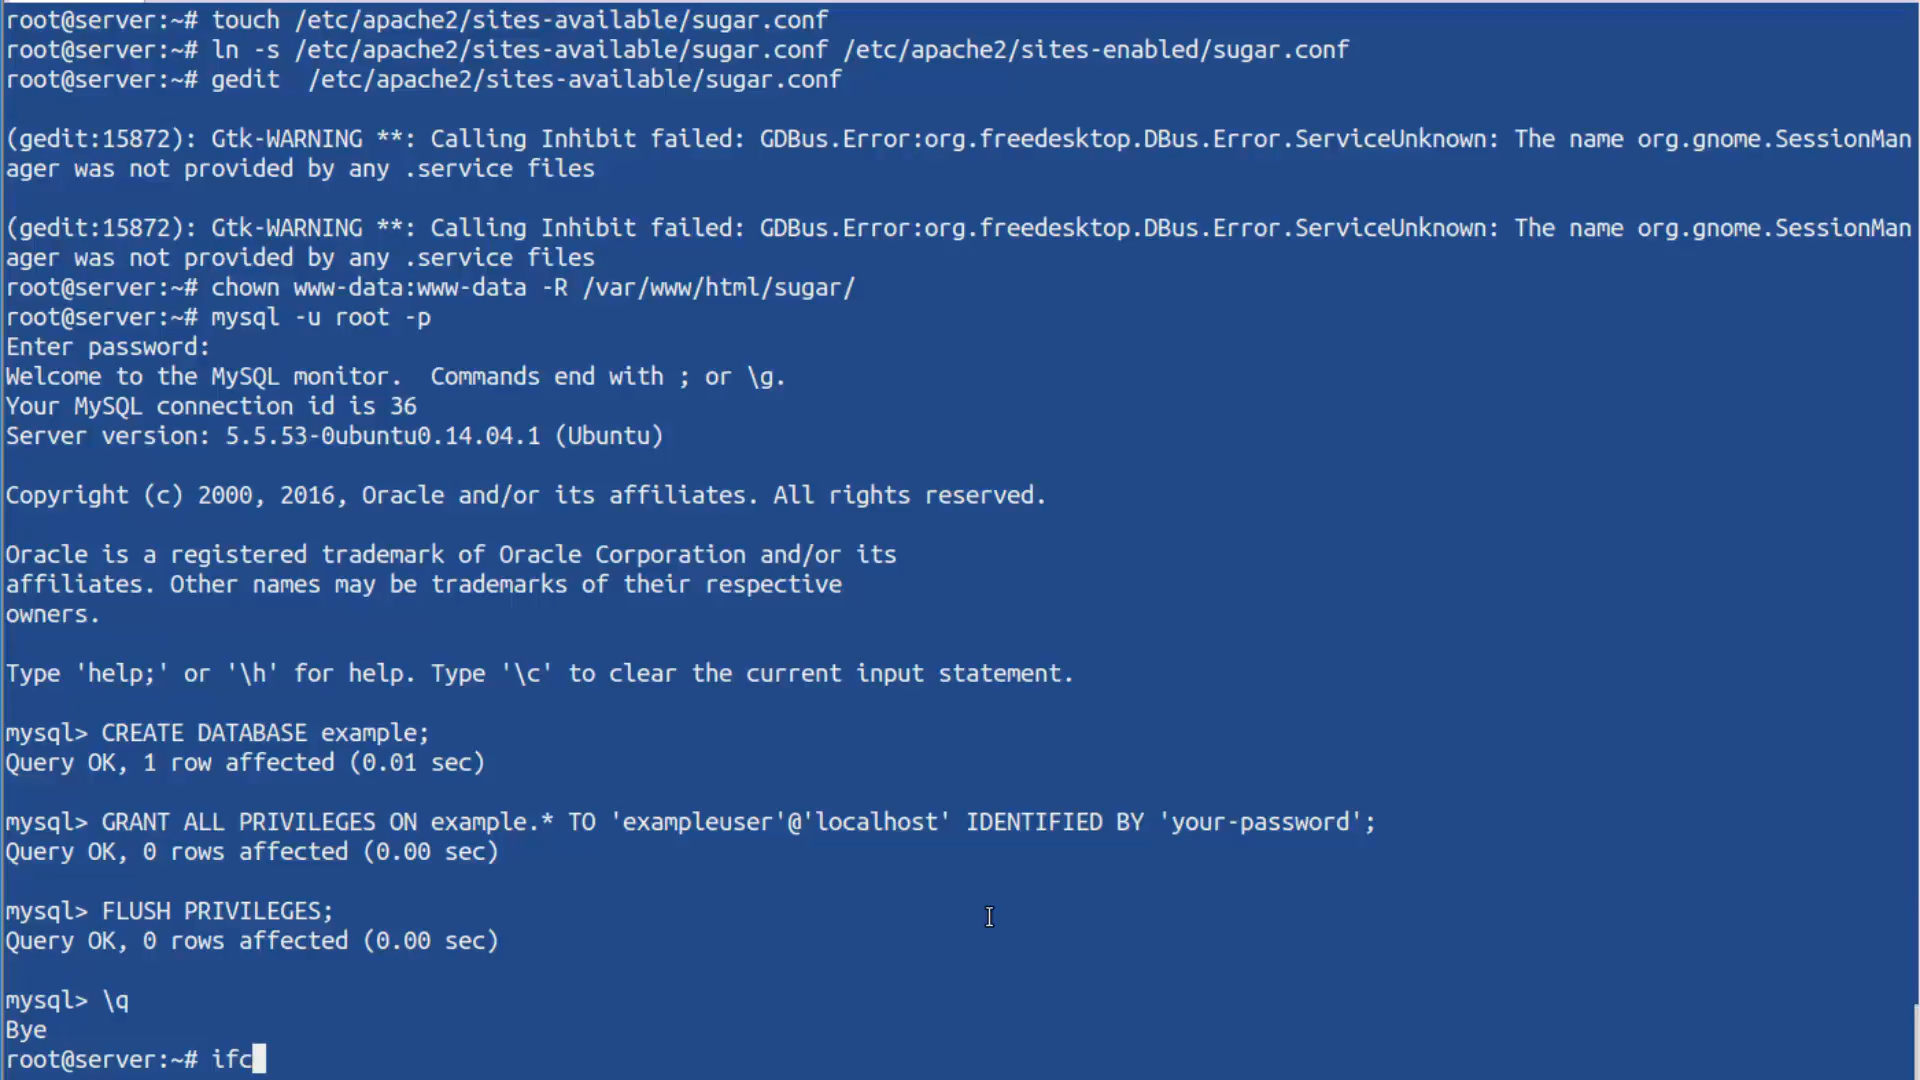 root@server:~# touch /etc/apache2/sites-available/sugar.conf
root@server:~# ln -s /etc/apache2/sites-available/sugar.conf /etc/apache2/sites-enabled/sugar.conf
root@server:~# gedit  /etc/apache2/sites-available/sugar.conf
(gedit:15872): Gtk-WARNING **: Calling Inhibit failed: GDBus.Error:org.freedesktop.DBus.Error.ServiceUnknown: The name org.gnome.SessionMan
ager was not provided by any .service files
(gedit:15872): Gtk-WARNING **: Calling Inhibit failed: GDBus.Error:org.freedesktop.DBus.Error.ServiceUnknown: The name org.gnome.SessionMan
ager was not provided by any .service files
root@server:~# chown www-data:www-data -R /var/www/html/sugar/
root@server:~# mysql -u root -p
Enter password:
Welcome to the MySQL monitor.  Commands end with ; or \g.
Your MySQL connection id is 36
Server version: 5.5.53-0ubuntu0.14.04.1 (Ubuntu)
Copyright (c) 2000, 2016, Oracle and/or its affiliates. All rights reserved.
Oracle is a registered trademark of Oracle Corporation and/or its
affiliates. Other names may be trademarks of their respective
owners.
Type 'help;' or '\h' for help. Type '\c' to clear the current input statement.
mysql> CREATE DATABASE example;
Query OK, 1 row affected (0.01 sec)
mysql> GRANT ALL PRIVILEGES ON example.* TO 'exampleuser'@'localhost' IDENTIFIED BY 'your-password';
Query OK, 0 rows affected (0.00 sec)
mysql> FLUSH PRIVILEGES;
Query OK, 0 rows affected (0.00 sec)
mysql> \q
Bye
root@server:~# ifc